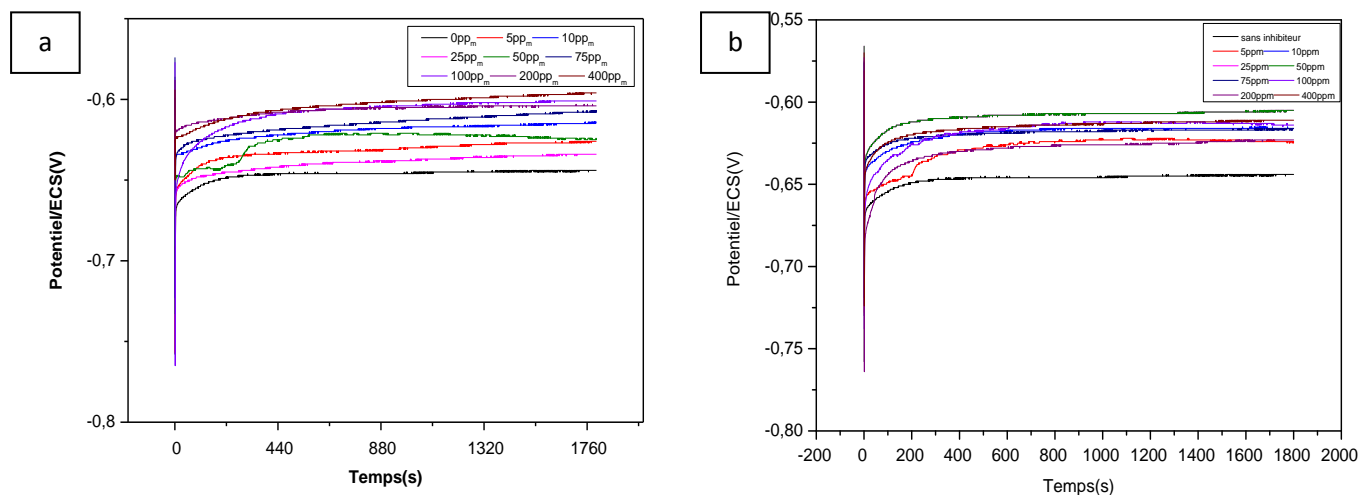 a
0ppm 5ppm 10ppm
25ppm 50ppm 75ppm
100ppm 200ppm 400ppm
-0,6
-0,7
-0,8
Potentiel/ECS(V)
0 440 880 1320 1760
Temps(s)
b
sans inhibiteur
5ppm 10ppm
25ppm 50ppm
75ppm 100ppm
200ppm 400ppm
0,55
-0,60
-0,65
-0,70
-0,75
-0,80
Potentiel/ECS(V)
-200 0 200 400 600 800 1000 1200 1400 1600 1800 2000
Temps(s)